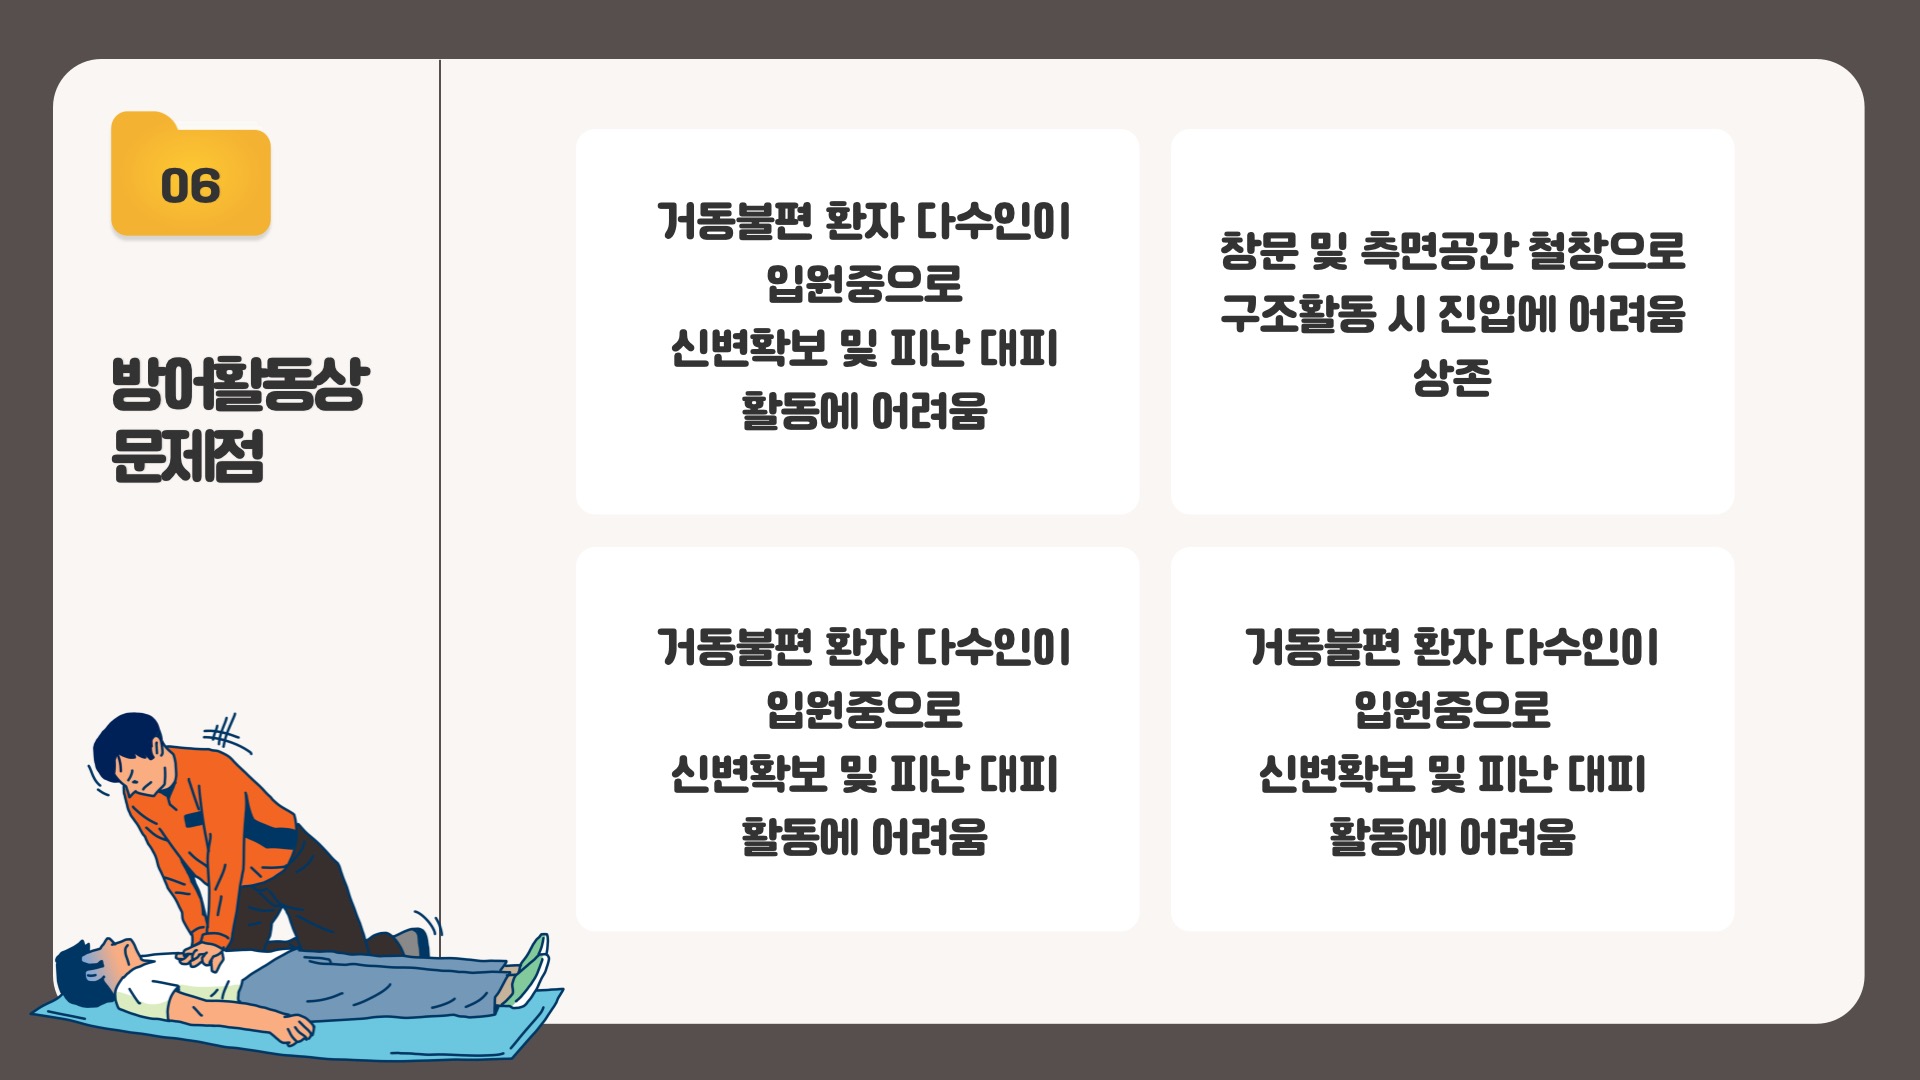 06
방어활동상
문제점
거동불편 환자 다수인이
입원중으로
신변확보 및 피난 대피
활동에 어려움
창문 및 측면공간 철창으로
구조활동 시 진입에 어려움
상존
거동불편 환자 다수인이
입원중으로
신변확보 및 피난 대피
활동에 어려움
거동불편 환자 다수인이
입원중으로
신변확보 및 피난 대피
활동에 어려움